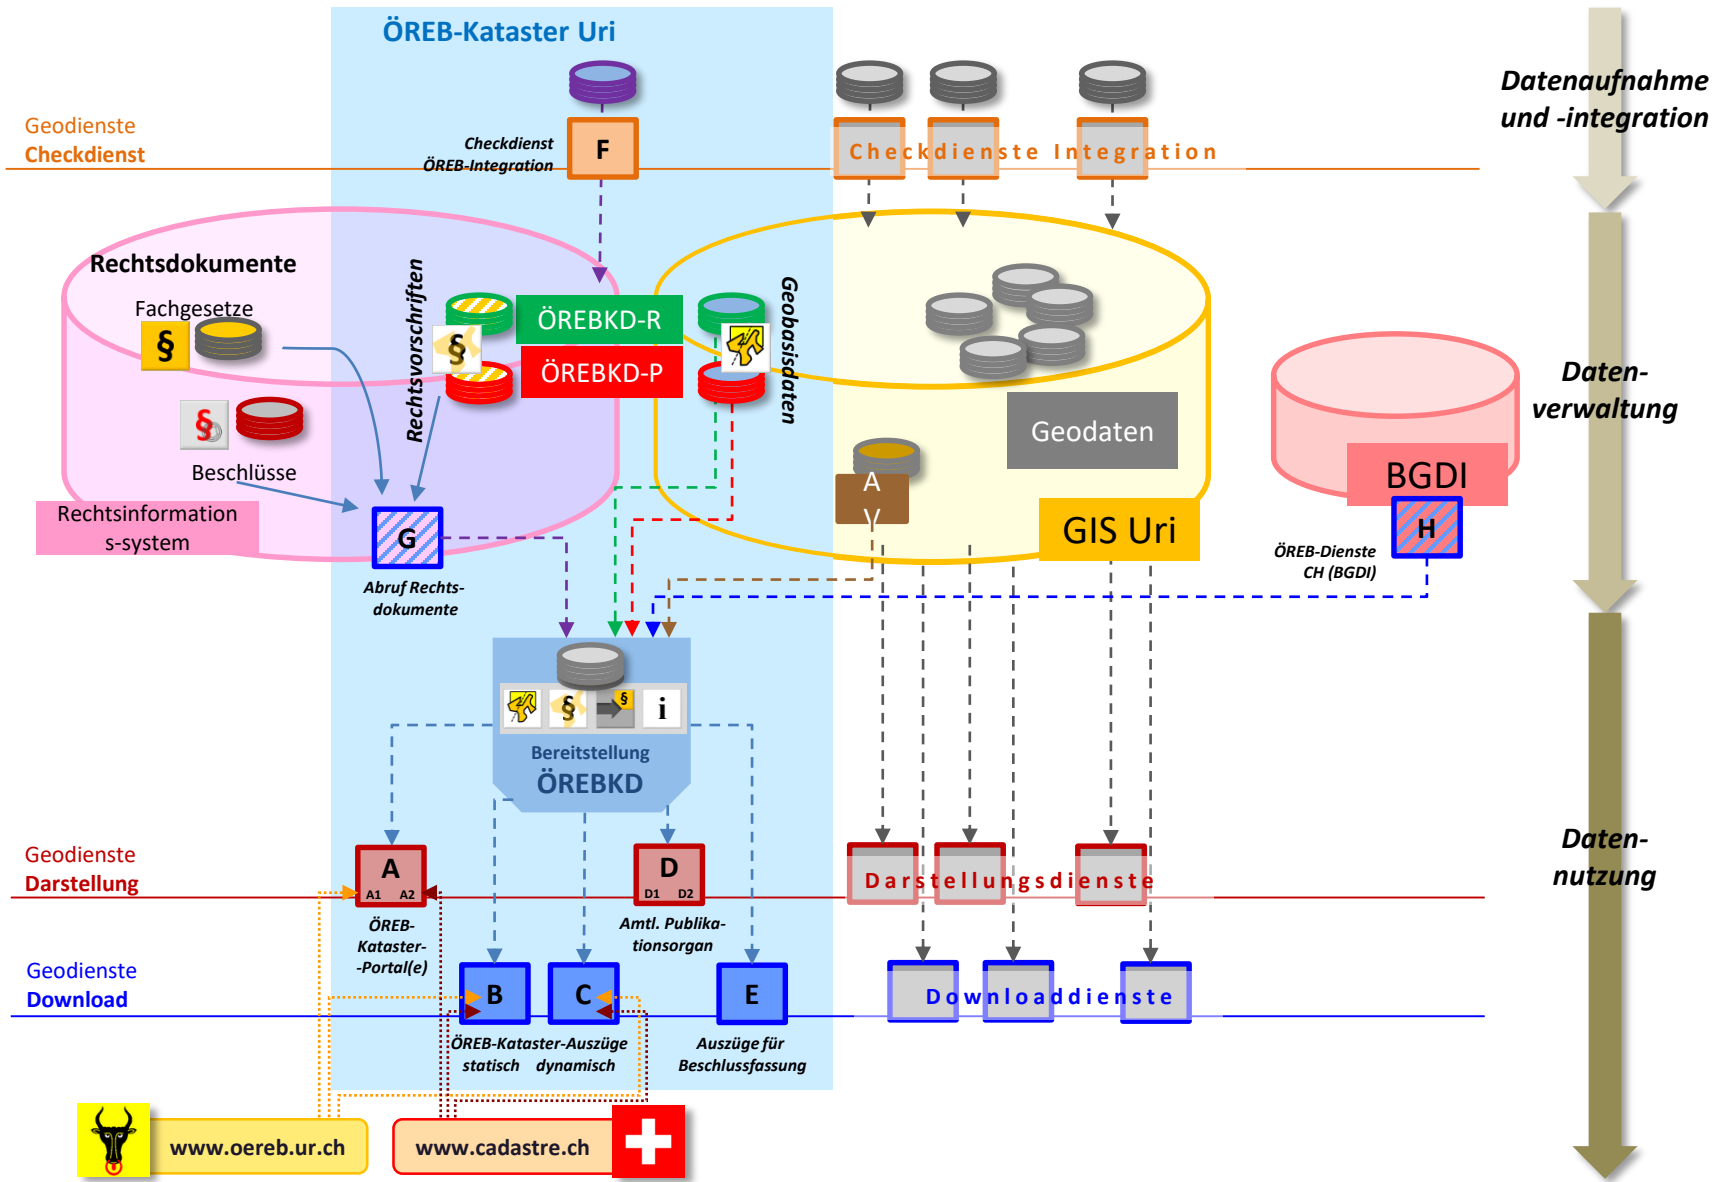 ÖREB-Kataster Uri
Datenaufnahme
und -integration
Geodienste
Checkdienst
Checkdienst
ÖREB-Integration
F
Checkdienste Integration
Rechtsdokumente
Fachgesetze
§
Rechtsvorschriften
§
ÖREBKD-R
ÖREBKD-P
Geobasisdaten
§
Beschlüsse
Rechtsinformation
s-system
G
Abruf Rechts-
dokumente
Geodaten
A
V
GIS Uri
BGDI
H
ÖREB-Dienste
CH (BGDI)
Daten-
verwaltung
§
§
i
Bereitstellung
ÖREBKD
Geodienste
Darstellung
A
A1 A2
ÖREB-
Kataster-
-Portal(e)
D
D1 D2
Amtl. Publika-
tionsorgan
Darstellungsdienste
Daten-
nutzung
Geodienste
Download
B
C
E
ÖREB-Kataster-Auszüge
statisch dynamisch
Auszüge für
Beschlussfassung
Downloaddienste
www.oereb.ur.ch
www.cadastre.ch